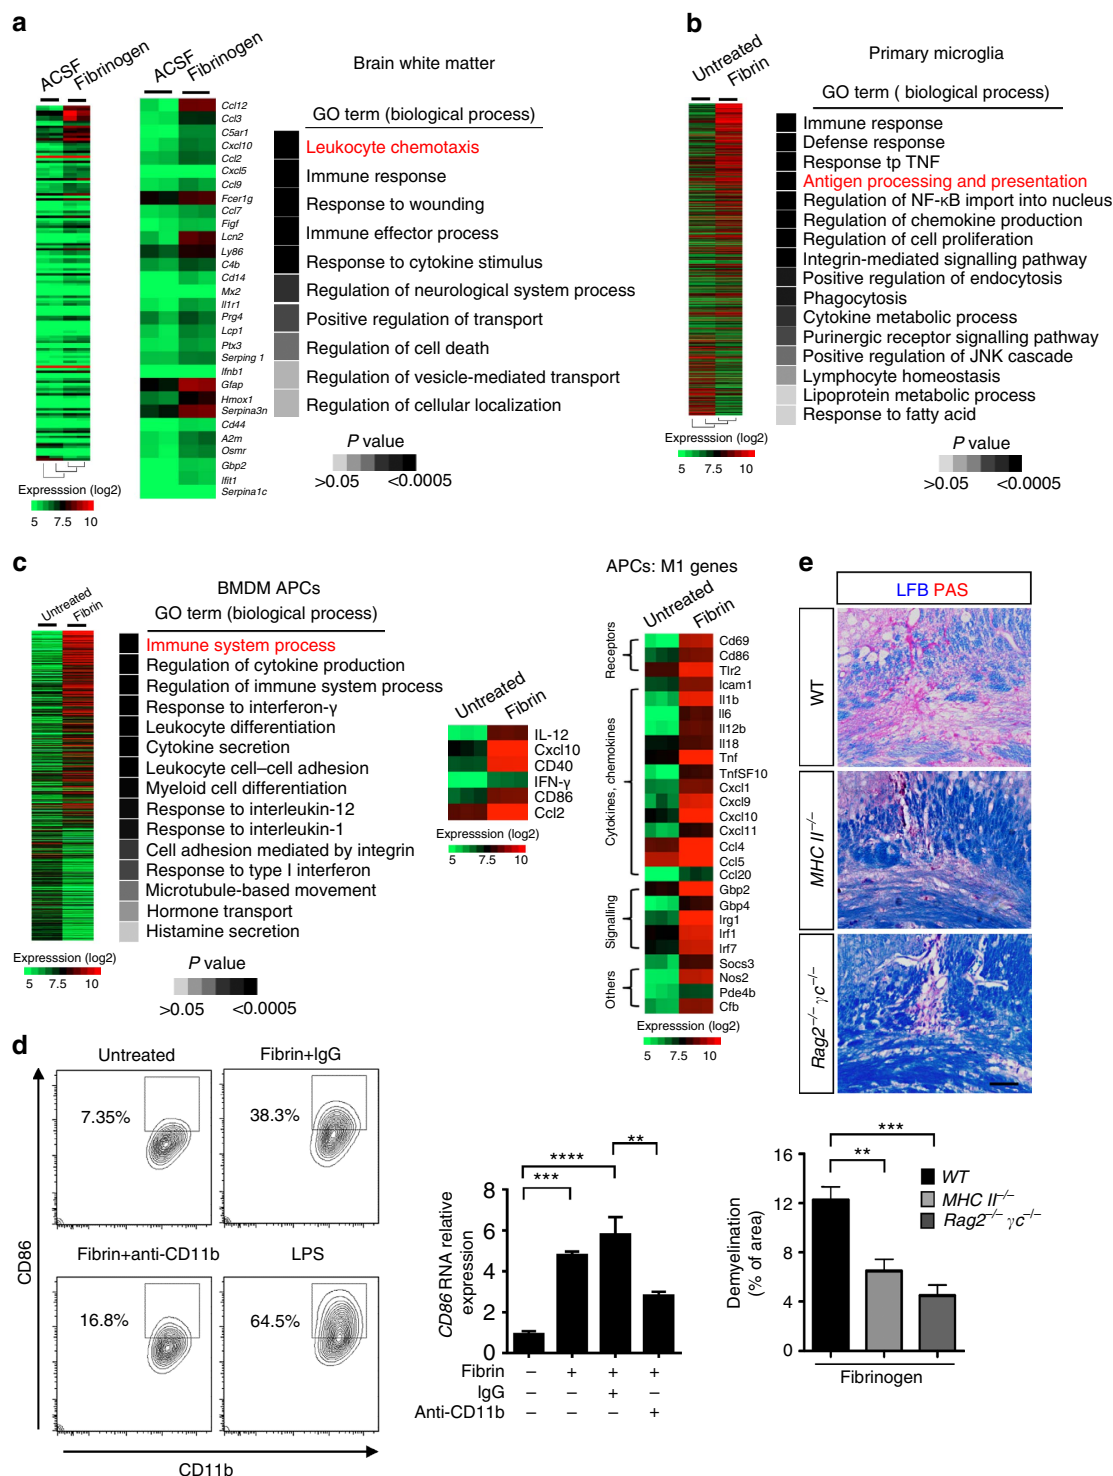 a
ACSF
Fibrinogen
ACSF
Fibrinogen
Brain white matter
GO term (biological process)
Ccl12
Ccl3
C5ar1
Cxcl10
Ccl2
Cxcl5
Ccl9
Fcer1g
Ccl7
Figf
Lcn2
Ly86
C4b
Cd14
Mx2
Il1r1
Prg4
Lcp1
Ptx3
Serping 1
Ifnb1
Gfap
Hmox1
Serpina3n
Cd44
A2m
Osmr
Gbp2
Ifit1
Serpina1c
Leukocyte chemotaxis
Immune response
Response to wounding
Immune effector process
Response to cytokine stimulus
Regulation of neurological system process
Positive regulation of transport
Regulation of cell death
Regulation of vesicle-mediated transport
Regulation of cellular localization
P value
>0.05 <0.0005
Expresssion (log2)
5 7.5 10
b
Untreated
Fibrin
Primary microglia
GO term ( biological process)
Immune response
Defense response
Response tp TNF
Antigen processing and presentation
Regulation of NF-κB import into nucleus
Regulation of chemokine production
Regulation of cell proliferation
Integrin-mediated signalling pathway
Positive regulation of endocytosis
Phagocytosis
Cytokine metabolic process
Purinergic receptor signalling pathway
Positive regulation of JNK cascade
Lymphocyte homeostasis
Lipoprotein metabolic process
Response to fatty acid
Expresssion (log2)
5 7.5 10
P value
>0.05 <0.0005
c
Untreated
Fibrin
BMDM APCs
GO term (biological process)
Immune system process
Regulation of cytokine production
Regulation of immune system process
Response to interferon-γ
Leukocyte differentiation
Cytokine secretion
Leukocyte cell–cell adhesion
Myeloid cell differentiation
Response to interleukin-12
Response to interleukin-1
Cell adhesion mediated by integrin
Response to type I interferon
Microtubule-based movement
Hormone transport
Histamine secretion
Expresssion (log2)
5 7.5 10
P value
>0.05 <0.0005
Untreated
Fibrin
IL-12
Cxcl10
CD40
IFN-γ
CD86
Ccl2
Expresssion (log2)
5 7.5 10
APCs: M1 genes
Untreated
Fibrin
Receptors
Cytokines, chemokines
Signalling
Others
Cd69
Cd86
Tlr2
Icam1
Il1b
Il6
Il12b
Il18
Tnf
TnfSF10
Cxcl1
Cxcl9
Cxcl10
Cxcl11
Ccl4
Ccl5
Ccl20
Gbp2
Gbp4
Irg1
Irf1
Irf7
Socs3
Nos2
Pde4b
Cfb
Expresssion (log2)
5 7.5 10
e
LFB PAS
WT
MHC II−/−
Rag2−/− γc−/−
d
Untreated
Fibrin+IgG
7.35%
38.3%
Fibrin+anti-CD11b
LPS
16.8%
64.5%
CD86
CD11b
CD86 RNA relative
expression
8
6
4
2
0
***
****
**
Fibrin − + + +
IgG − − + −
Anti-CD11b − − − +
Demyelination
(% of area)
16
12
8
4
0
***
**
WT
MHC II−/−
Rag2−/− γc−/−
Fibrinogen